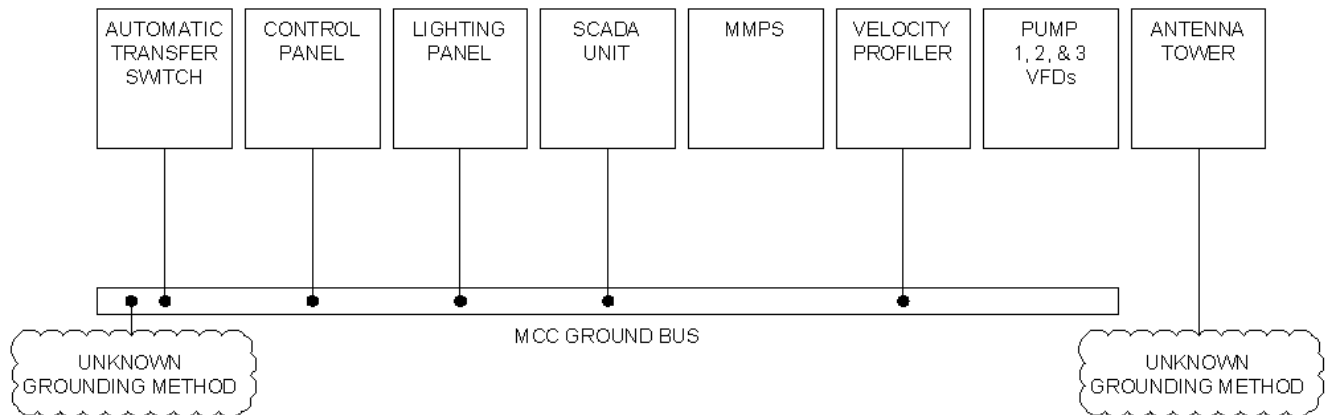 AUTOMATIC
TRANSFER
SWITCH
CONTROL
PANEL
LIGHTING
PANEL
SCADA
UNIT
MMPS
VELOCITY
PROFILER
PUMP
1, 2, & 3
VFDs
ANTENNA
TOWER
MCC GROUND BUS
UNKNOWN
GROUNDING METHOD
UNKNOWN
GROUNDING METHOD